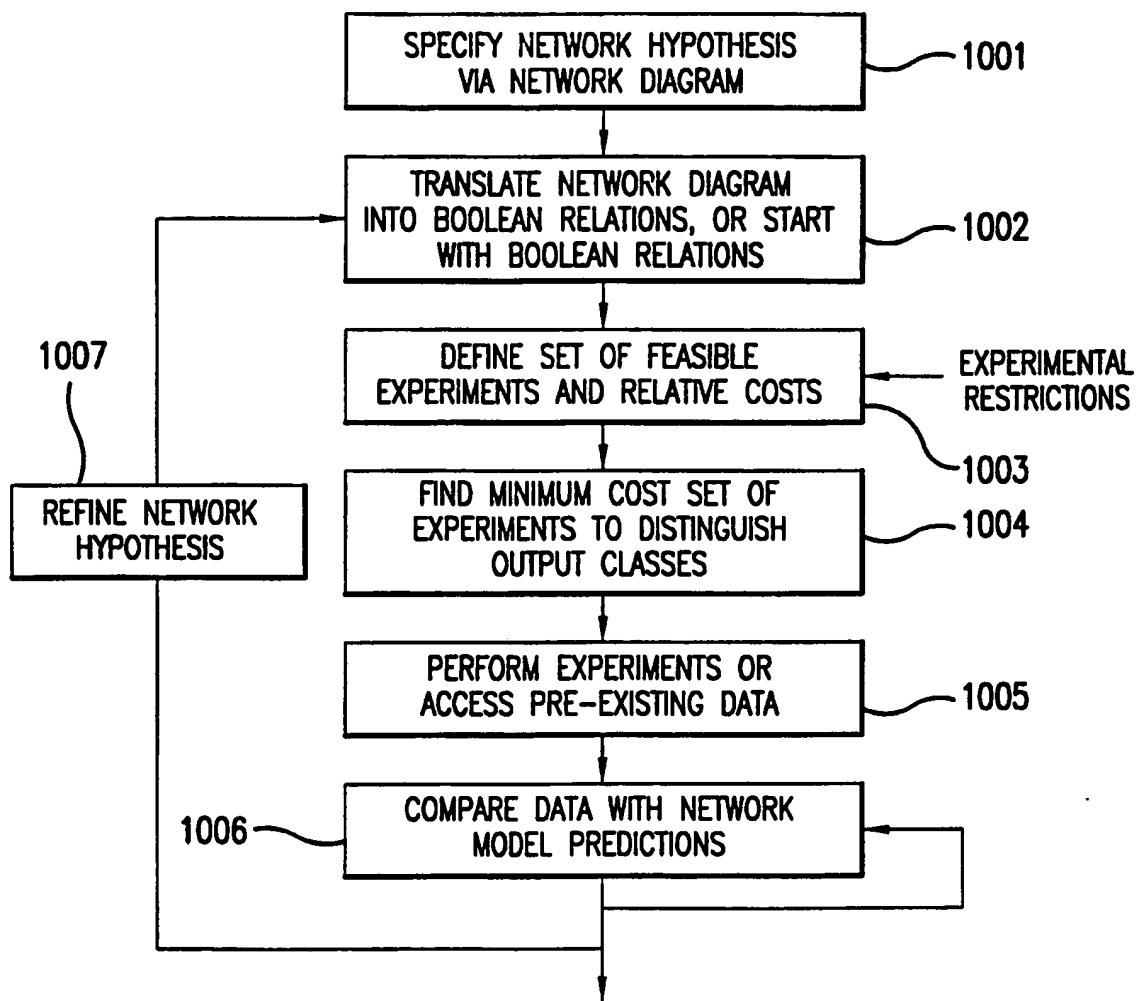 SPECIFY NETWORK HYPOTHESIS
VIA NETWORK DIAGRAM
1001
TRANSLATE NETWORK DIAGRAM
INTO BOOLEAN RELATIONS, OR START
WITH BOOLEAN RELATIONS
1002
1007
DEFINE SET OF FEASIBLE
EXPERIMENTS AND RELATIVE COSTS
EXPERIMENTAL
RESTRICTIONS
1003
REFINE NETWORK
HYPOTHESIS
FIND MINIMUM COST SET OF
EXPERIMENTS TO DISTINGUISH
OUTPUT CLASSES
1004
PERFORM EXPERIMENTS OR
ACCESS PRE-EXISTING DATA
1005
1006
COMPARE DATA WITH NETWORK
MODEL PREDICTIONS